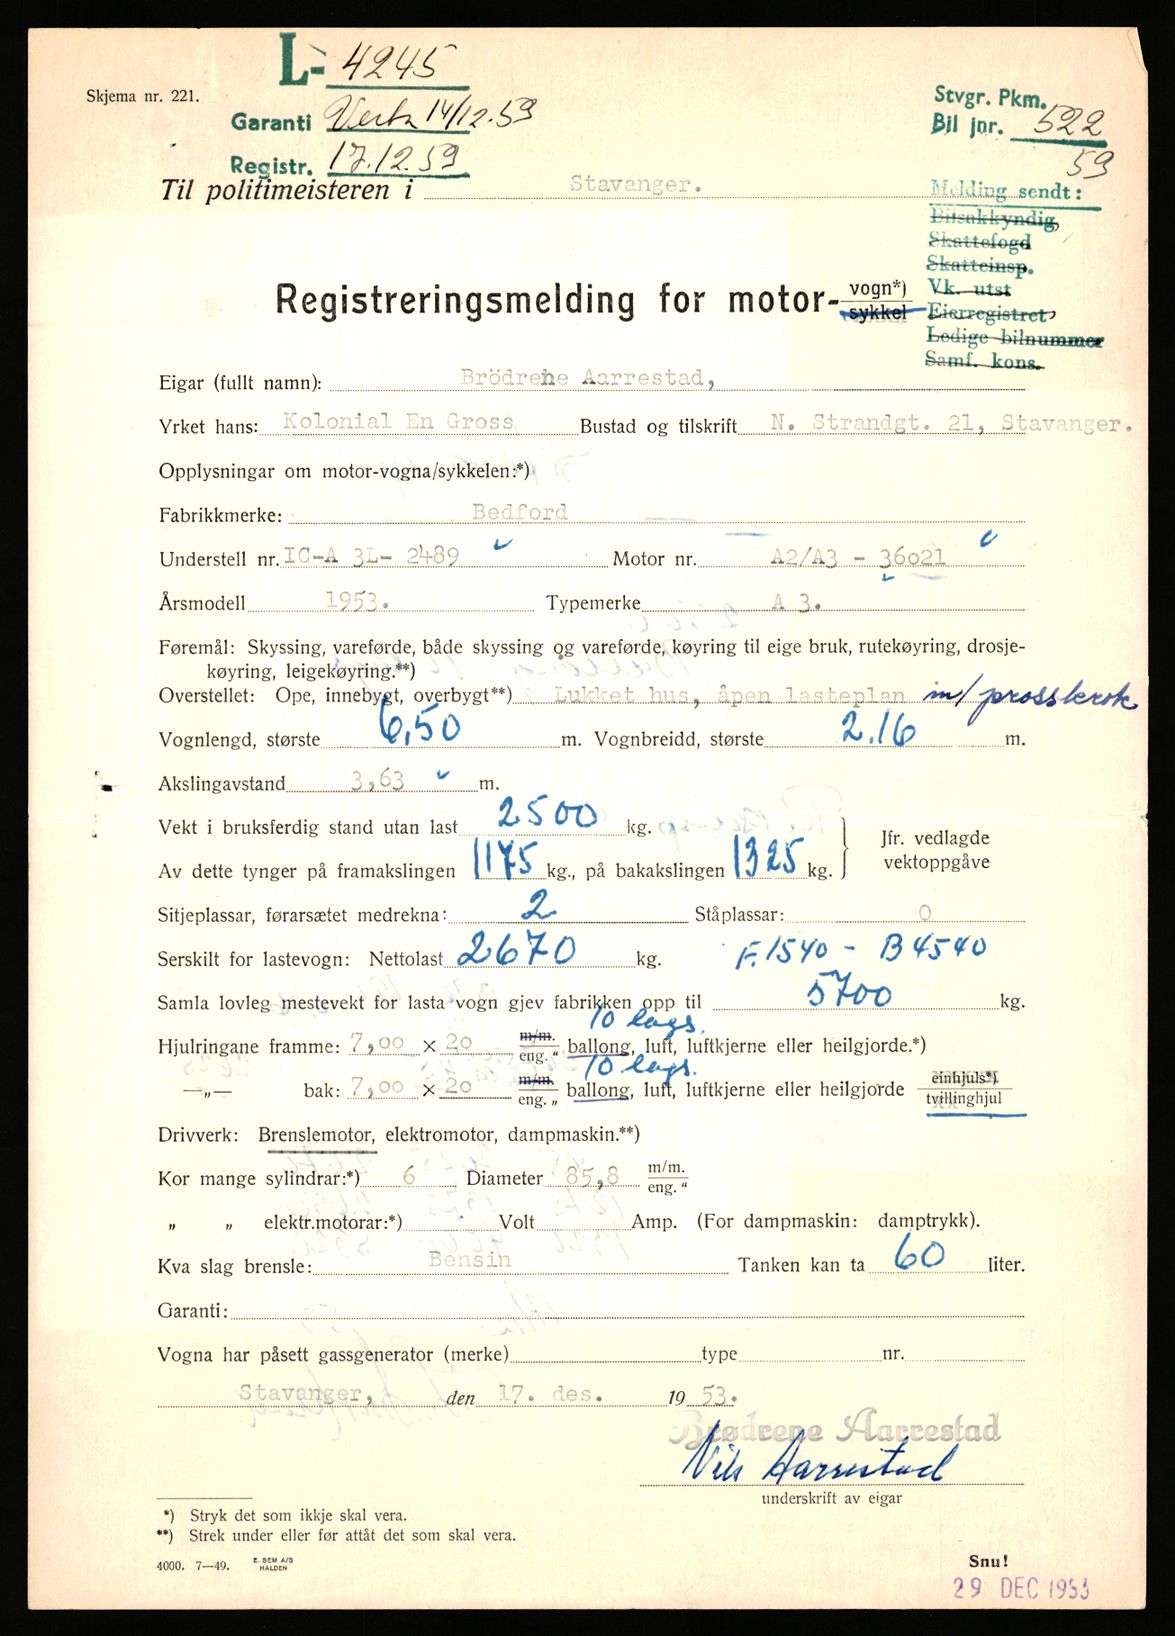 L- 4245
Skjema nr. 221.
Garanti Verk 14/12.53
Registr. 17.12.53
Stvgr. Pkm.
Bil jnr. 522
53
Til politimeisteren i Stavanger.
Melding sendt:
Bilsakkyndig,
Skattefogd
Skatteinsp.
Vk. utst
Eierregistret
Ledige bilnummer
Samf. kons.
Registreringsmelding for motor- vogn*)
sykkel
Eigar (fullt namn): Brödrene Aarrestad,
Yrket hans: Kolonial En Gross Bustad og tilskrift N. Strandgt. 21, Stavanger.
Opplysningar om motor-vogna/sykkelen:*)
Fabrikkmerke: Bedford
Understell nr. IC-A 3L- 2489 Motor nr. A2/A3 - 36021
Årsmodell 1953. Typemerke A 3.
Føremål: Skyssing, vareførde, både skyssing og vareførde, køyring til eige bruk, rutekøyring, drosje-
køyring, leigekøyring.**)
Overstellet: Ope, innebygt, overbygt**) Lukket hus, åpen lasteplan m/ prosskrok
Vognlengd, største 6,50 m. Vognbreidd, største 2.16 m.
Akslingavstand 3,63 m.
Vekt i bruksferdig stand utan last 2500 kg.
Jfr. vedlagde
vektoppgåve
Av dette tynger på framakslingen 1175 kg., på bakakslingen 1325 kg.
Sitjeplassar, førarsætet medrekna: 2 Ståplassar: 0
Serskilt for lastevogn: Nettolast 2670 kg. F. 1540 - B 4540
Samla lovleg mestevekt for lasta vogn gjev fabrikken opp til 5700 kg.
10 lags.
Hjulringane framme: 7,00 × 20 m/m. eng. " ballong, luft, luftkjerne eller heilgjorde.*)
10 lags.
—„— bak: 7,00 × 20 m/m. eng. „ ballong, luft, luftkjerne eller heilgjorde einhjuls*)
tvillinghjul
Drivverk: Brenslemotor, elektromotor, dampmaskin.**)
Kor mange sylindrar:*) 6 Diameter 85,8 m/m. eng. "
„ „ elektr.motorar:*) Volt Amp. (For dampmaskin: damptrykk).
Kva slag brensle: Bensin Tanken kan ta 60 liter.
Garanti:
Vogna har påsett gassgenerator (merke) type nr.
Stavanger, den 17. des. 19 53.
Brødrene Aarrestad
Nils Aarrestad
underskrift av eigar
*) Stryk det som ikkje skal vera.
**) Strek under eller før attåt det som skal vera.
4000. 7—49. E. SEM A/S
HALDEN
Snu!
29 DEC 1953